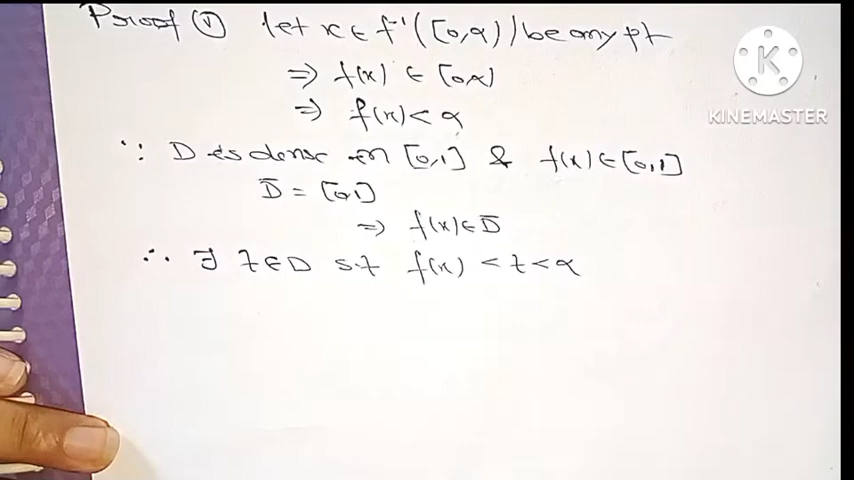 Proof (V) let x ∈ f⁻¹([0,α)) be any pt
⇒ f(x) ∈ [0,α)
⇒ f(x) < α
∵ D is dense in [0,1] & f(x) ∈ [0,1]
D̄ = [0,1]
⇒ f(x) ∈ D̄
∴ ∃ t ∈ D s.t f(x) < t < α
KINEMASTER